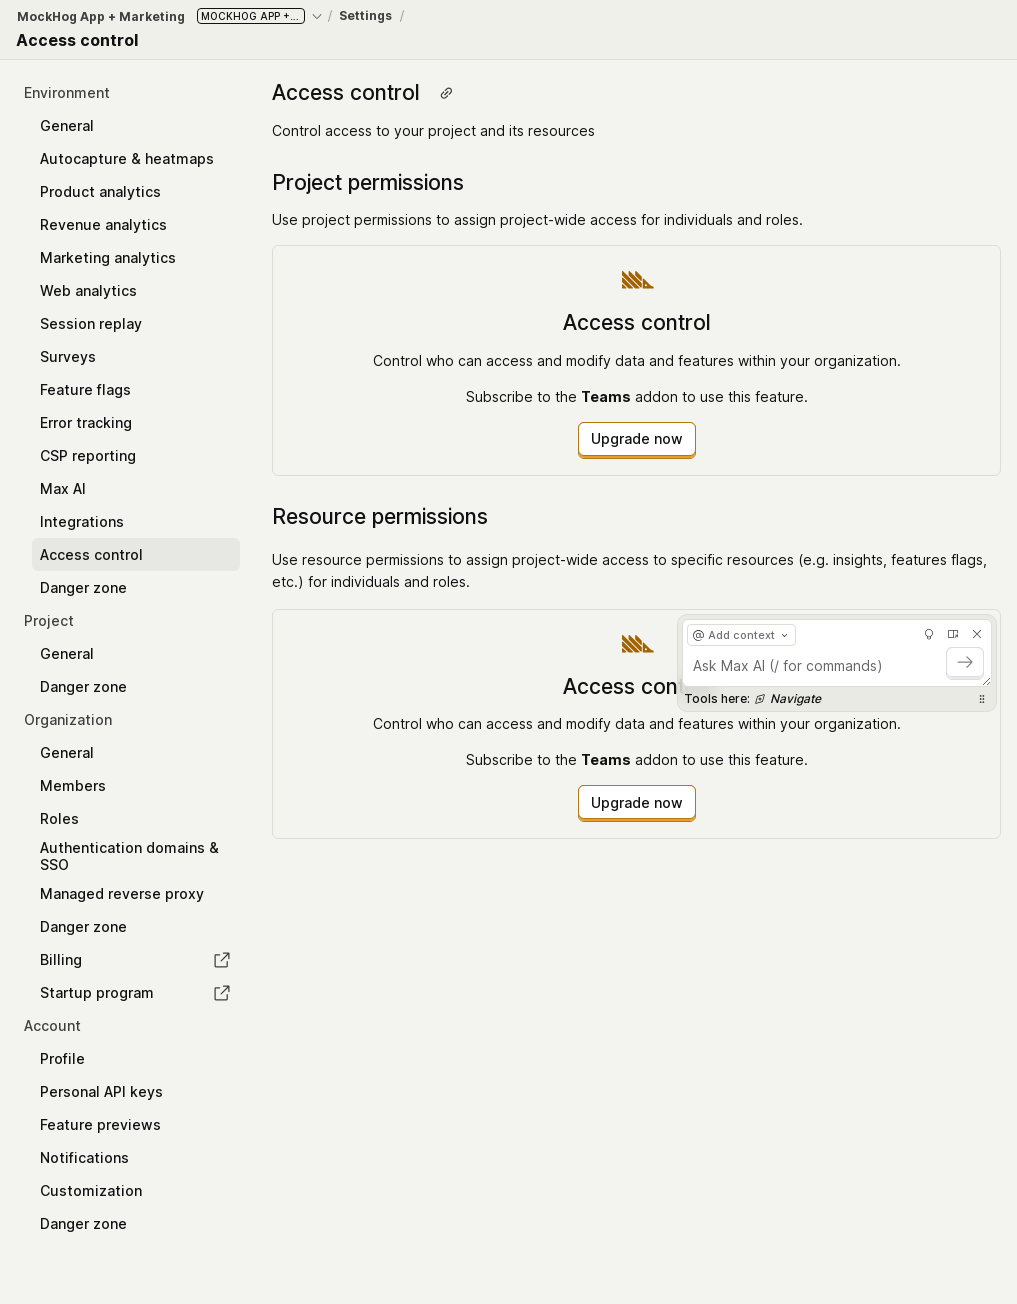 MockHog App + Marketing
MOCKHOG APP +...
/
Settings
/
Access control
Environment
General
Autocapture & heatmaps
Product analytics
Revenue analytics
Marketing analytics
Web analytics
Session replay
Surveys
Feature flags
Error tracking
CSP reporting
Max AI
Integrations
Access control
Danger zone
Project
General
Danger zone
Organization
General
Members
Roles
Authentication domains &
SSO
Managed reverse proxy
Danger zone
Billing
Startup program
Account
Profile
Personal API keys
Feature previews
Notifications
Customization
Danger zone
Access control
Control access to your project and its resources
Project permissions
Use project permissions to assign project-wide access for individuals and roles.
Access control
Control who can access and modify data and features within your organization.
Subscribe to the Teams addon to use this feature.
Upgrade now
Resource permissions
Use resource permissions to assign project-wide access to specific resources (e.g. insights, features flags,
etc.) for individuals and roles.
Access cont
Control who can access and modify data and features within your organization.
Subscribe to the Teams addon to use this feature.
Upgrade now
@ Add context
Ask Max AI (/ for commands)
Tools here: Navigate